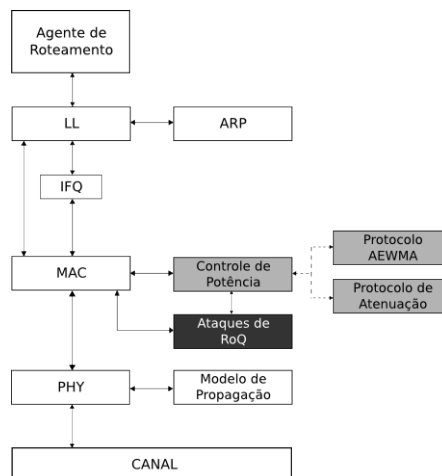 Agente de
Roteamento
LL
ARP
IFQ
MAC
Controle de
Potência
Protocolo
AEWMA
Protocolo de
Atenuação
Ataques de
RoQ
PHY
Modelo de
Propagação
CANAL